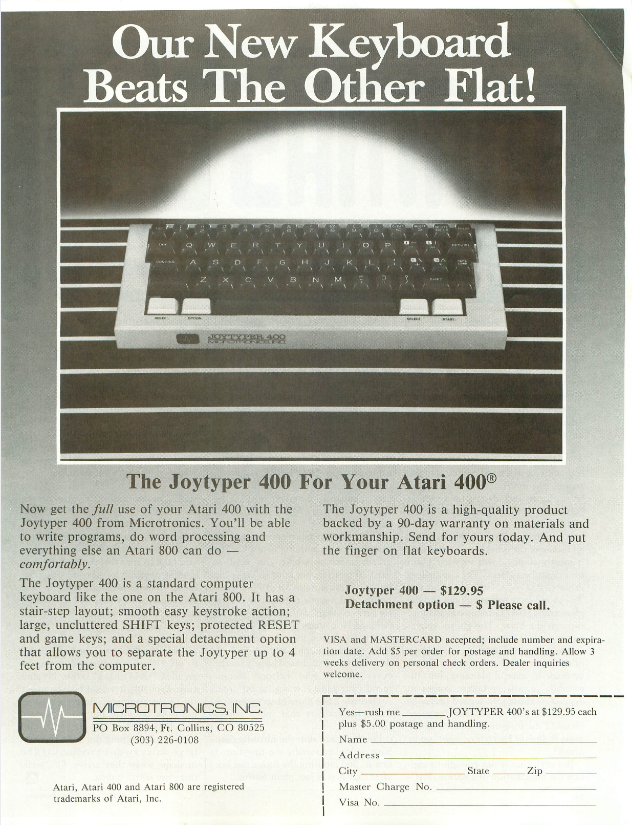 Our New Keyboard
Beats The Other Flat!
Q W E R T Y U I O P
A S D F G H J K L
Z X C V B N M
JOYTYPER 400
MICROTRONICS, INC.
The Joytyper 400 For Your Atari 400®
Now get the full use of your Atari 400 with the
Joytyper 400 from Microtronics. You'll be able
to write programs, do word processing and
everything else an Atari 800 can do —
comfortably.
The Joytyper 400 is a standard computer
keyboard like the one on the Atari 800. It has a
stair-step layout; smooth easy keystroke action;
large, uncluttered SHIFT keys; protected RESET
and game keys; and a special detachment option
that allows you to separate the Joytyper up to 4
feet from the computer.
The Joytyper 400 is a high-quality product
backed by a 90-day warranty on materials and
workmanship. Send for yours today. And put
the finger on flat keyboards.
Joytyper 400 — $129.95
Detachment option — $ Please call.
VISA and MASTERCARD accepted; include number and expira-
tion date. Add $5 per order for postage and handling. Allow 3
weeks delivery on personal check orders. Dealer inquiries
welcome.
MICROTRONICS, INC.
PO Box 8894, Ft. Collins, CO 80525
(303) 226-0108
Atari, Atari 400 and Atari 800 are registered
trademarks of Atari, Inc.
Yes—rush me ________ JOYTYPER 400's at $129.95 each
plus $5.00 postage and handling.
Name
Address
City State Zip
Master Charge No.
Visa No.